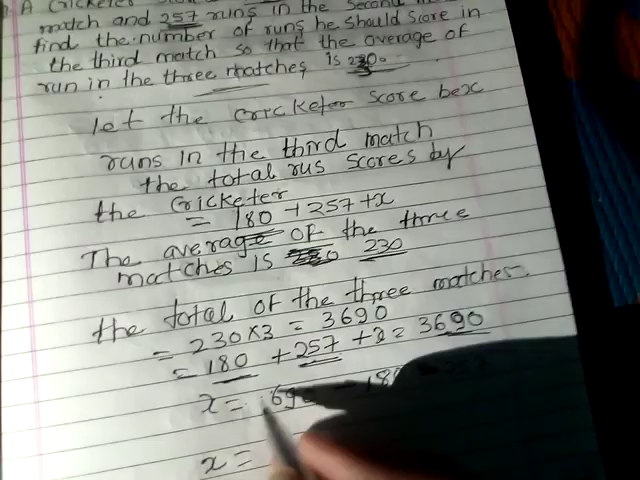 A Cricketer in the second
match and 257 runs in the
find the number of runs he should score in
the third match so that the average of
run in the three matches is 230.
let the cricketer score be x
runs in the third match
the total rus scores by
the cricketer
= 180 + 257 + x
The average of the three
matches is 230
the total of the three matches.
= 230 x 3 = 3690
= 180 + 257 + x = 3690
x =
x =